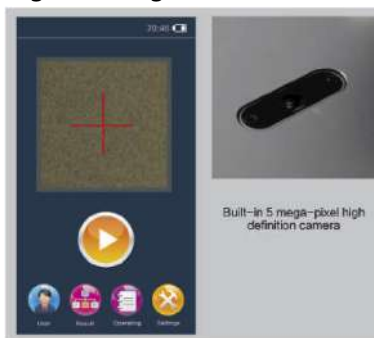 20:46
User
Result
Operating
Settings
Built-in 5 mega-pixel high
definition camera